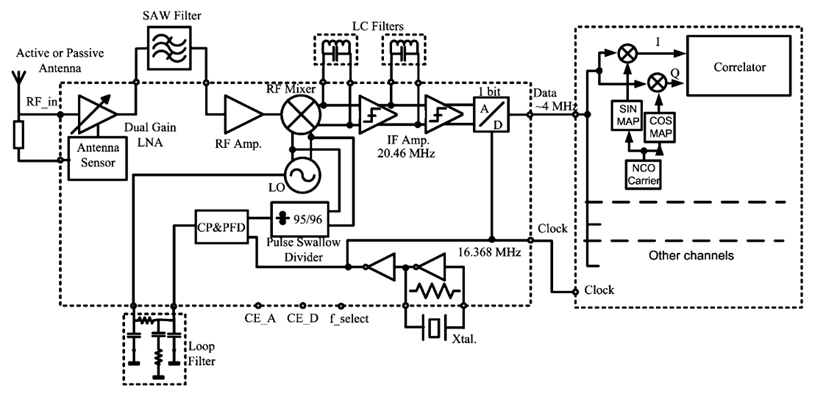 SAW Filter
LC Filters
Active or Passive
Antenna
RF_in
Dual Gain
LNA
Antenna
Sensor
RF Amp.
RF Mixer
LO
IF Amp.
20.46 MHz
1 bit
A
D
Data
~4 MHz
I
Q
Correlator
SIN
MAP
COS
MAP
NCO
Carrier
CP&PFD
95/96
Pulse Swallow
Divider
16.368 MHz
Clock
Clock
Other channels
CE_A
CE_D
f_select
Xtal.
Loop
Filter